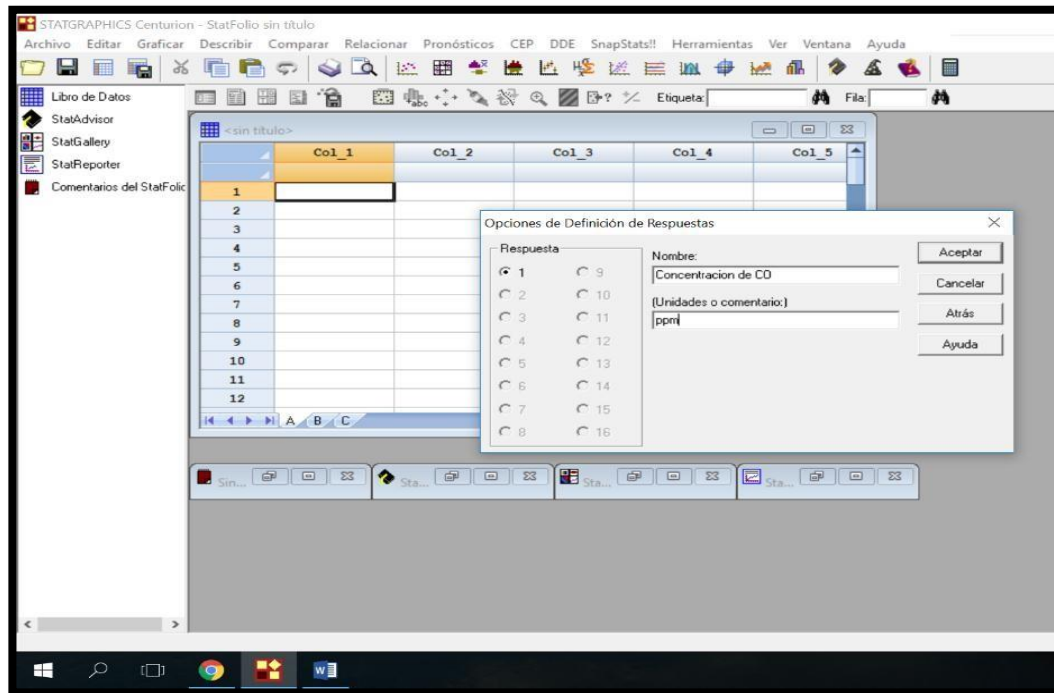 STATGRAPHICS Centurion - StatFolio sin título
Archivo Editar Graficar Describir Comparar Relacionar Pronósticos CEP DDE SnapStats!! Herramientas Ver Ventana Ayuda
Etiqueta: Fila:
Libro de Datos
StatAdvisor
StatGallery
StatReporter
Comentarios del StatFolio
<sin título>
Col_1 Col_2 Col_3 Col_4 Col_5
1
2
3
4
5
6
7
8
9
10
11
12
A B C
Opciones de Definición de Respuestas
Respuesta
1 9
2 10
3 11
4 12
5 13
6 14
7 15
8 16
Nombre:
Concentracion de CO
(Unidades o comentario:)
ppm
Aceptar
Cancelar
Atrás
Ayuda
Sin... Sta... Sta... Sta...